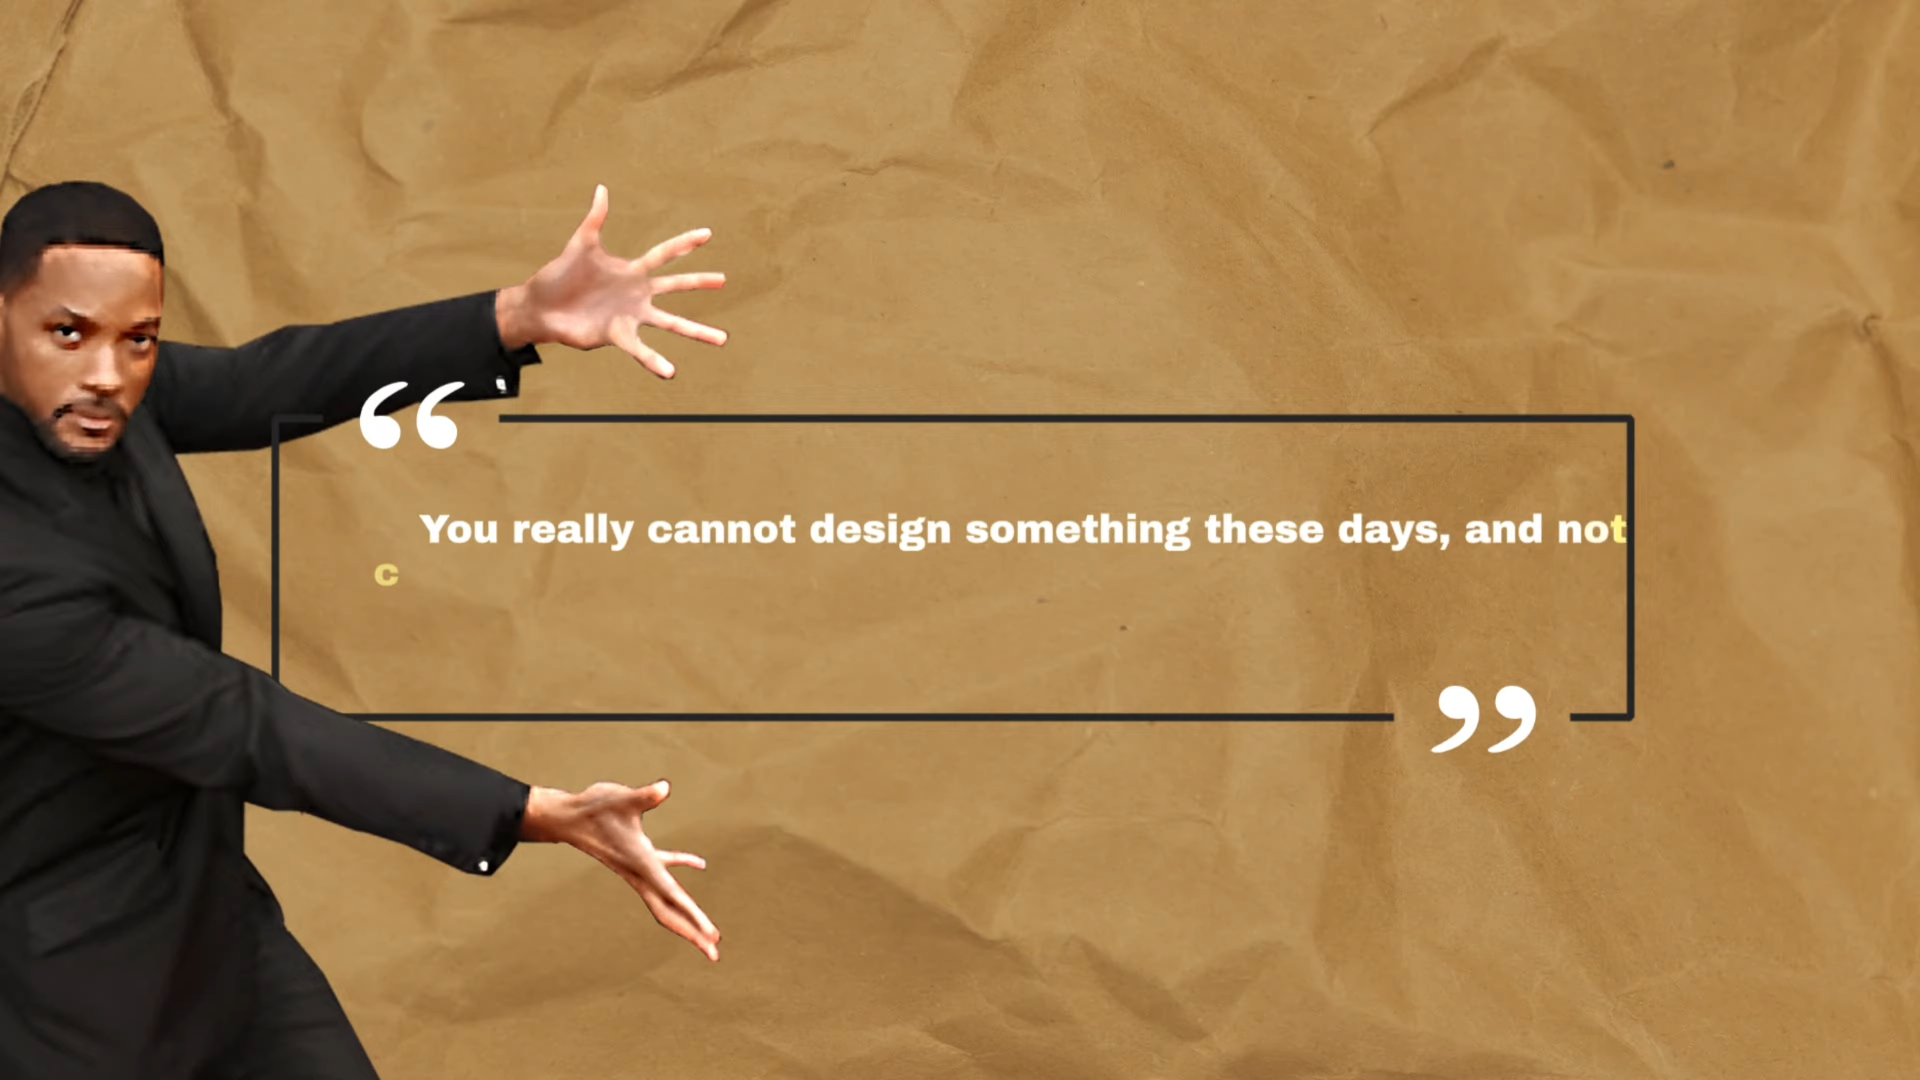 “
You really cannot design something these days, and not
c
”